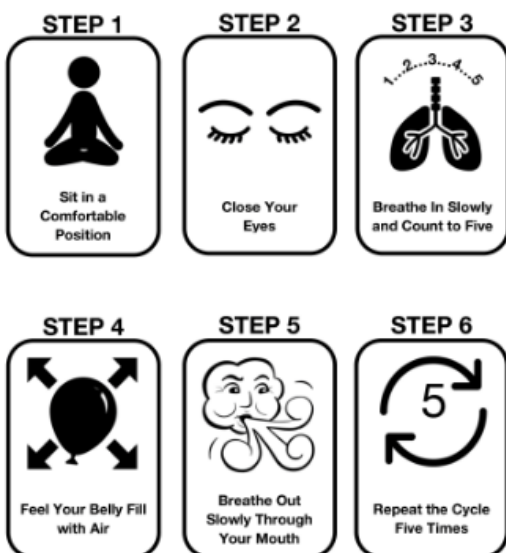 STEP 1
1...2...3...4...5
Sit in a
Comfortable
Position
STEP 2
Close Your
Eyes
STEP 3
Breathe In Slowly
and Count to Five
STEP 4
Feel Your Belly Fill
with Air
STEP 5
Breathe Out
Slowly Through
Your Mouth
STEP 6
5
Repeat the Cycle
Five Times